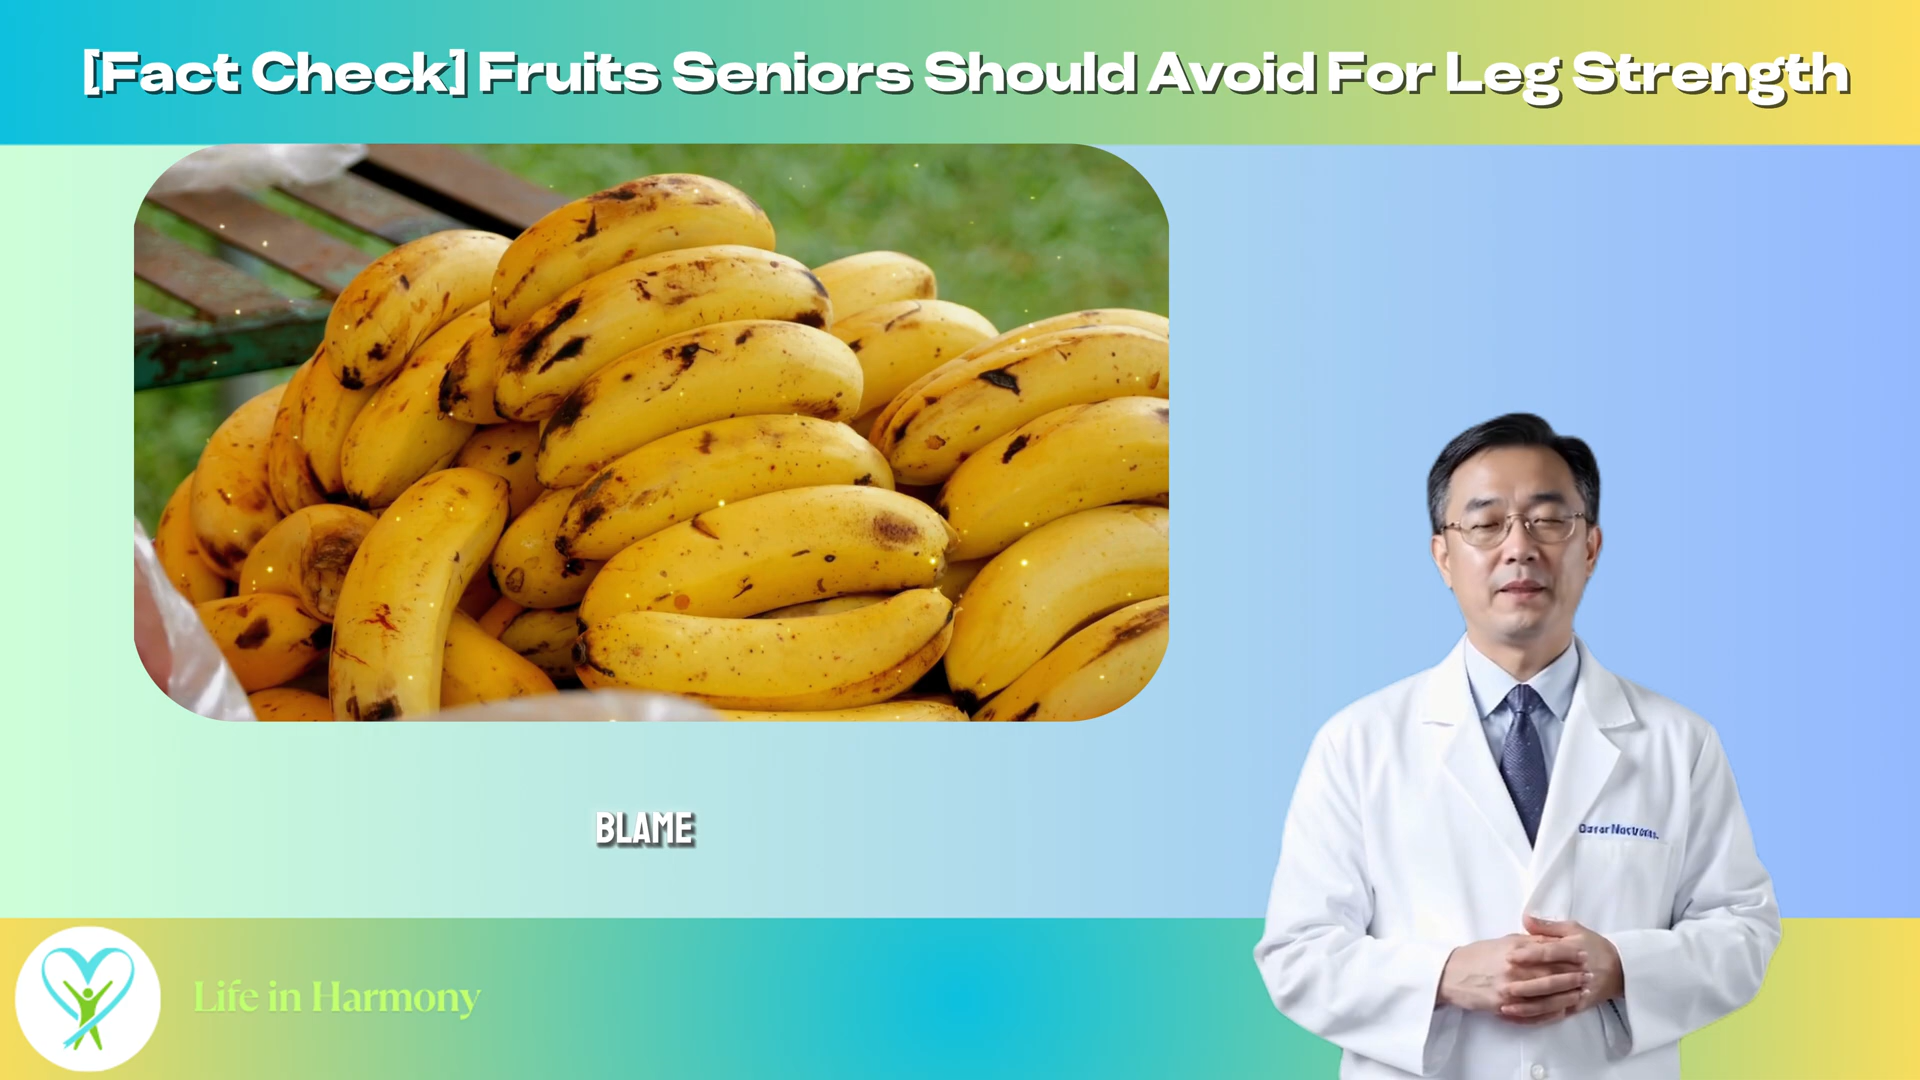 [Fact Check] Fruits Seniors Should Avoid For Leg Strength
BLAME
Life in Harmony